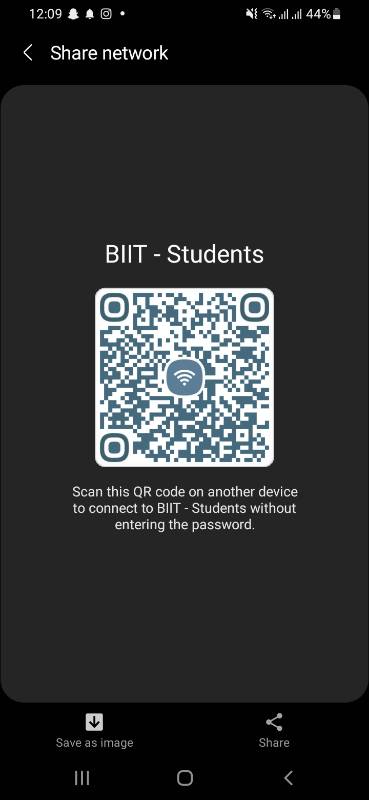 12:09 44%
Share network
BIIT - Students
Scan this QR code on another device
to connect to BIIT - Students without
entering the password.
Save as image Share